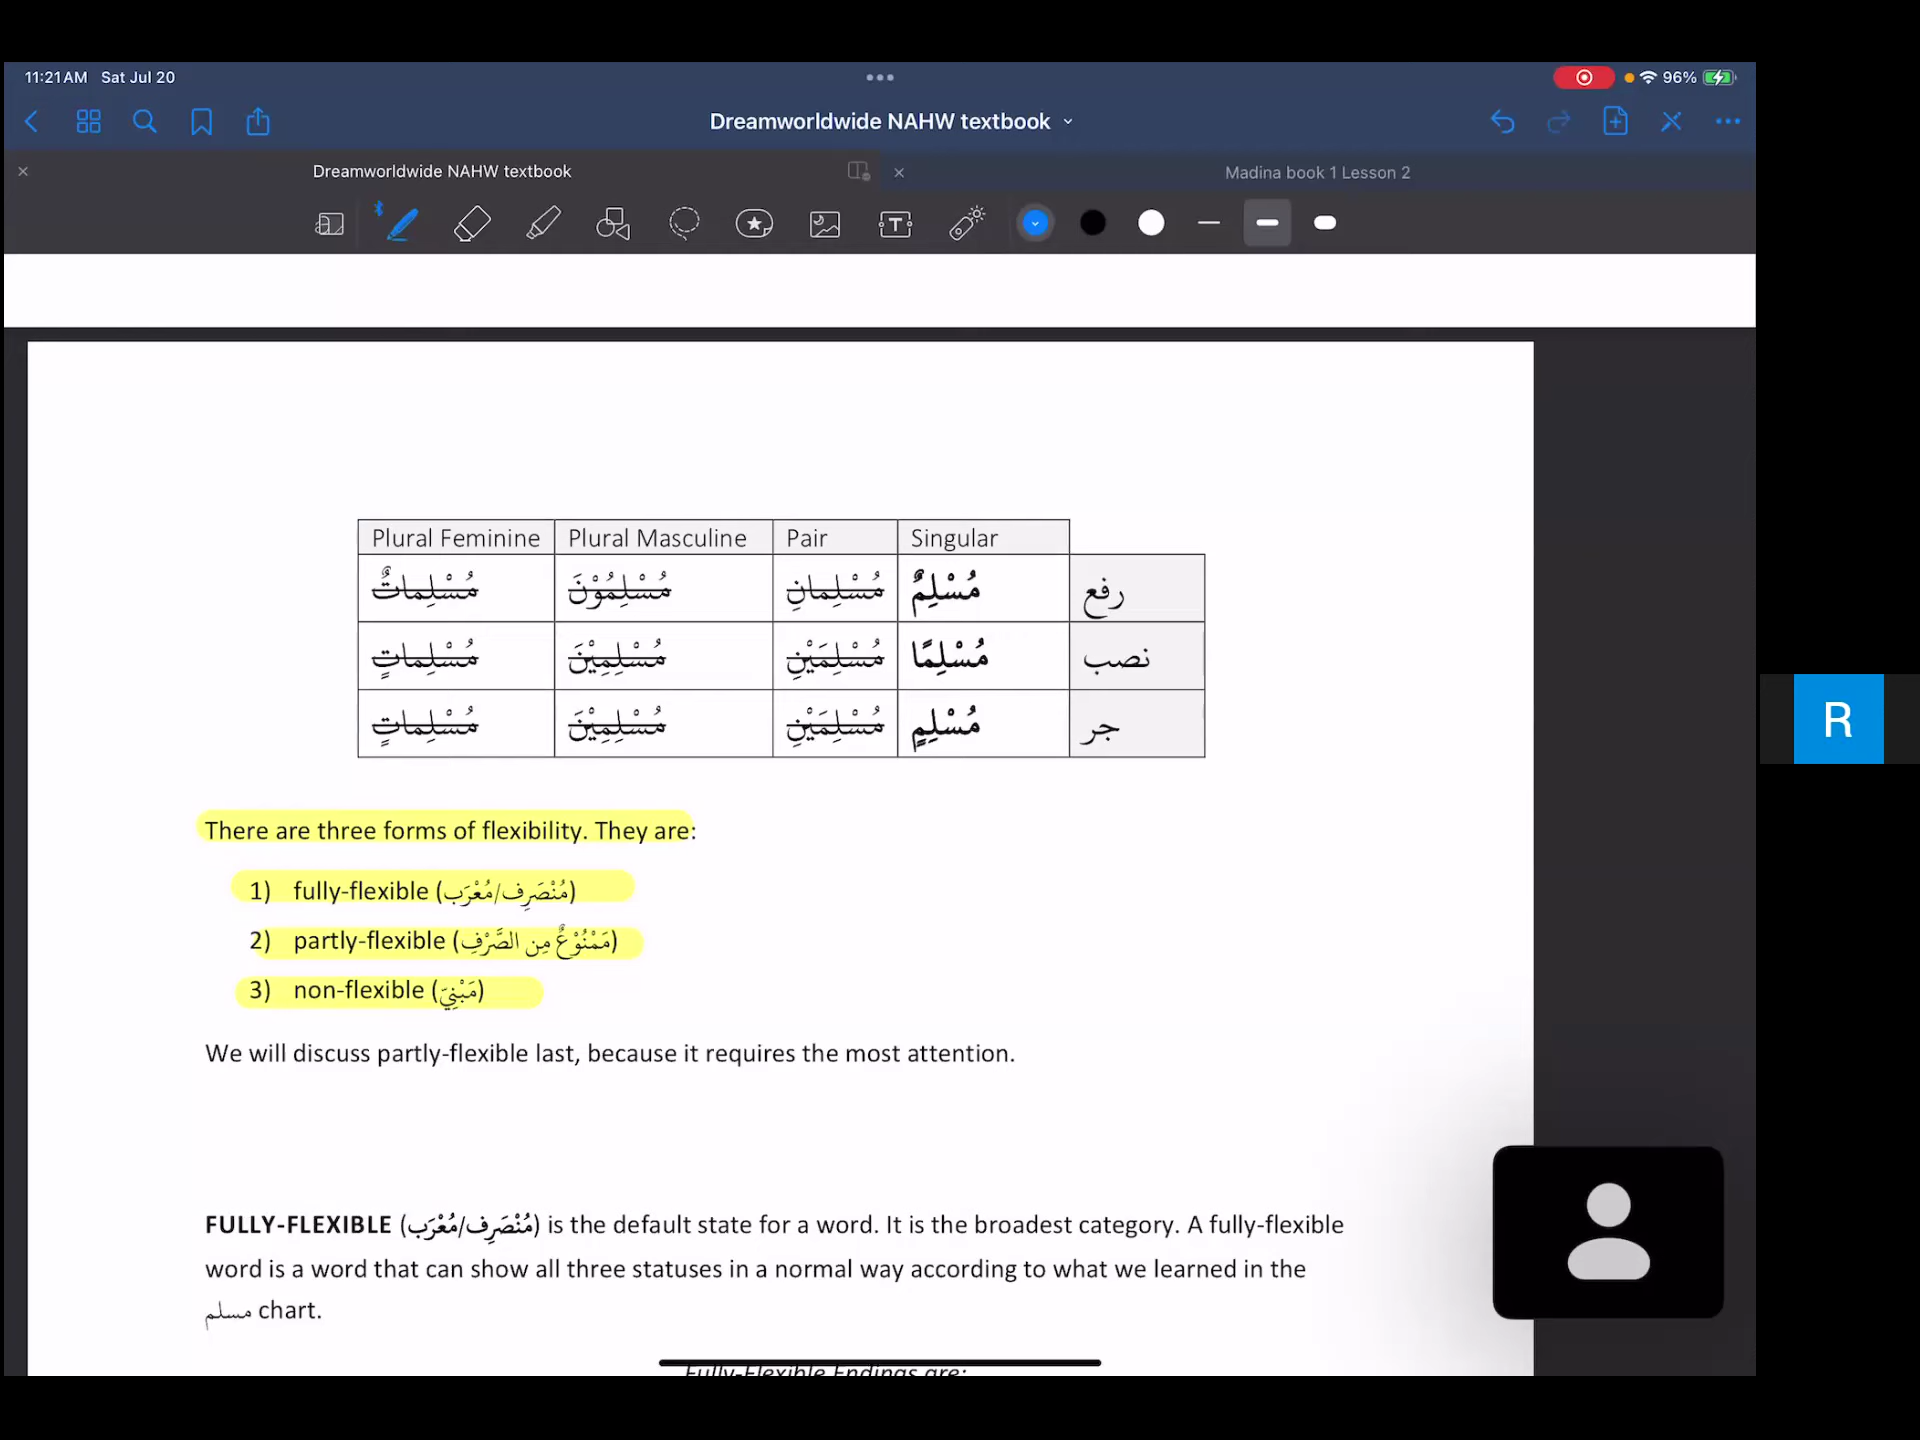 11:21 AM Sat Jul 20
96%
Dreamworldwide NAHW textbook
Dreamworldwide NAHW textbook
Madina book 1 Lesson 2
Plural Feminine Plural Masculine Pair Singular
مُسْلِماتٌ مُسْلِمُوْنَ مُسْلِمانِ مُسْلِمٌ رفع
مُسْلِماتٍ مُسْلِمِيْنَ مُسْلِمَيْنِ مُسْلِمًا نصب
مُسْلِماتٍ مُسْلِمِيْنَ مُسْلِمَيْنِ مُسْلِمٍ جر
There are three forms of flexibility. They are:
1) fully-flexible (مُنْصَرِف/مُعْرَب)
2) partly-flexible (مَمْنُوْعٌ مِن الصَّرْفِ)
3) non-flexible (مَبْنِيّ)
We will discuss partly-flexible last, because it requires the most attention.
FULLY-FLEXIBLE (مُنْصَرِف/مُعْرَب) is the default state for a word. It is the broadest category. A fully-flexible
word is a word that can show all three statuses in a normal way according to what we learned in the
مسلم chart.
Fully-Flexible Endings are:
R